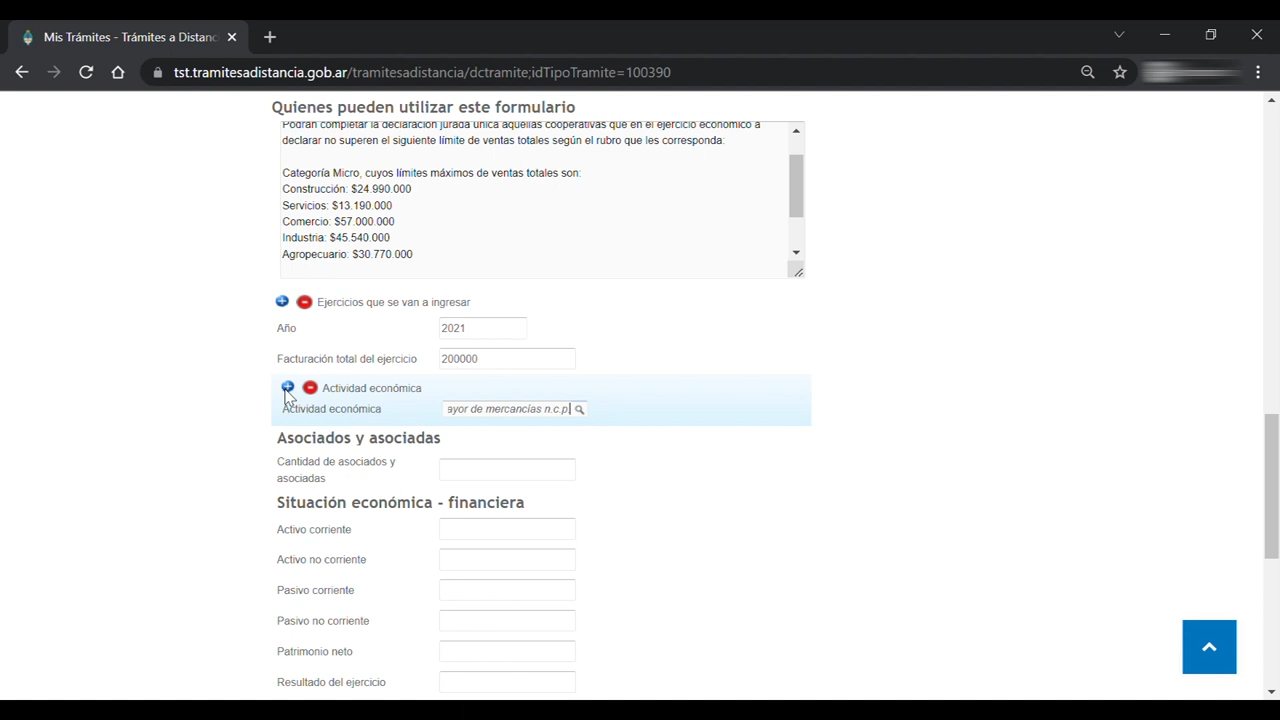 Mis Trámites - Trámites a Distanc
tst.tramitesadistancia.gob.ar/tramitesadistancia/dctramite;idTipoTramite=100390
Quienes pueden utilizar este formulario
Podrán completar la declaración jurada única aquellas cooperativas que en el ejercicio económico a
declarar no superen el siguiente límite de ventas totales según el rubro que les corresponda:
Categoría Micro, cuyos límites máximos de ventas totales son:
Construcción: $24.990.000
Servicios: $13.190.000
Comercio: $57.000.000
Industria: $45.540.000
Agropecuario: $30.770.000
Ejercicios que se van a ingresar
Año 2021
Facturación total del ejercicio 200000
Actividad económica
Actividad económica ayor de mercancías n.c.p
Asociados y asociadas
Cantidad de asociados y
asociadas
Situación económica - financiera
Activo corriente
Activo no corriente
Pasivo corriente
Pasivo no corriente
Patrimonio neto
Resultado del ejercicio